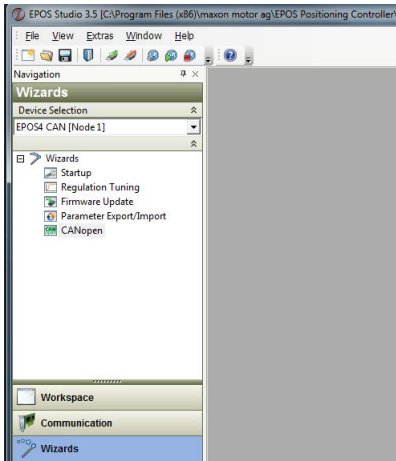 EPOS Studio 3.5 [C:\Program Files (x86)\maxon motor ag\EPOS Positioning Controller\
File View Extras Window Help
Navigation
Wizards
Device Selection
EPOS4 CAN [Node 1]
Wizards
Startup
Regulation Tuning
Firmware Update
Parameter Export/Import
CANopen
Workspace
Communication
Wizards